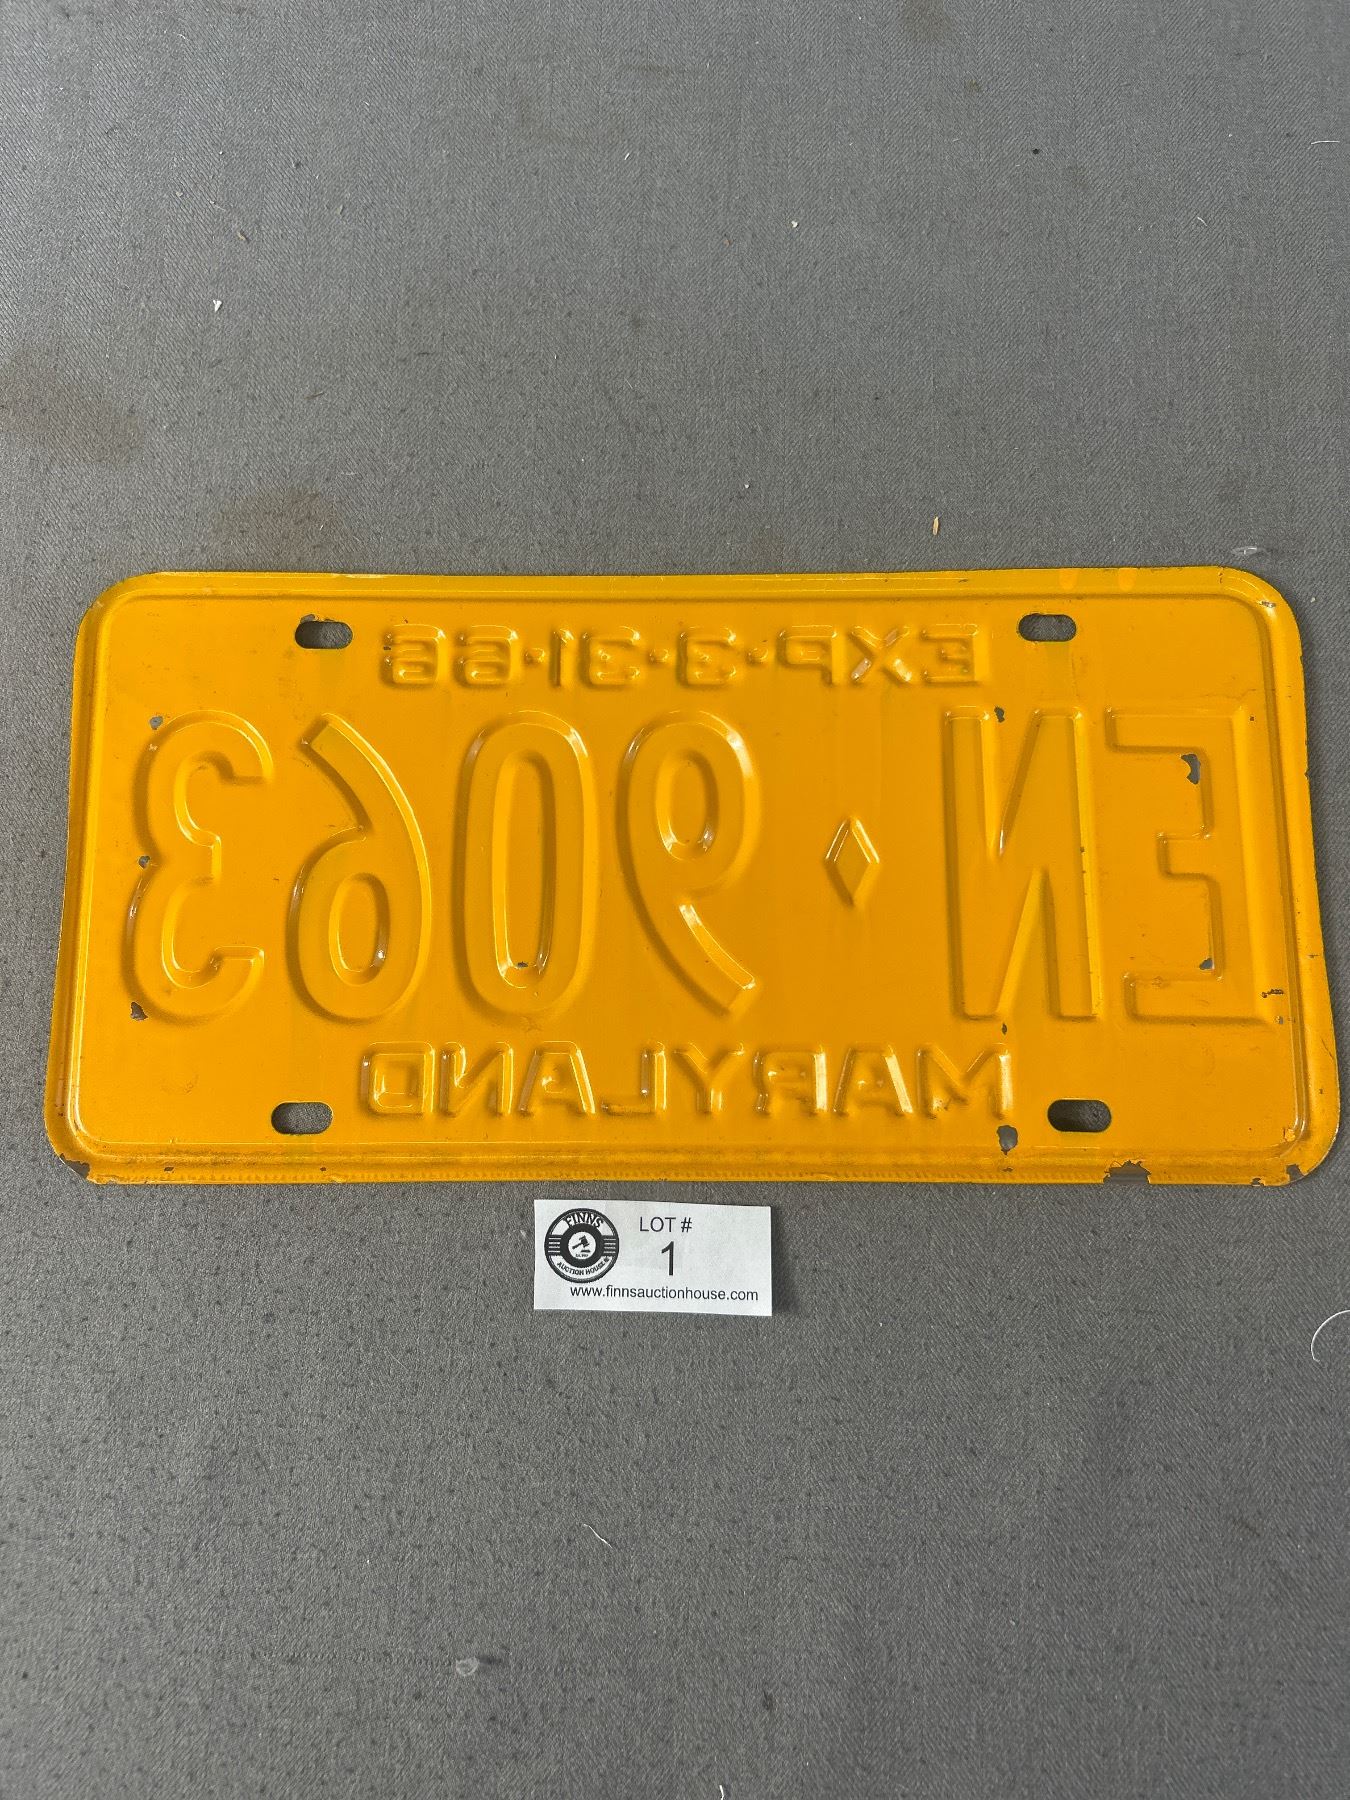 EXP·3·31·66
EN♦9063
MARYLAND
FINNS
AUCTION HOUSE
LOT #
1
www.finnsauctionhouse.com